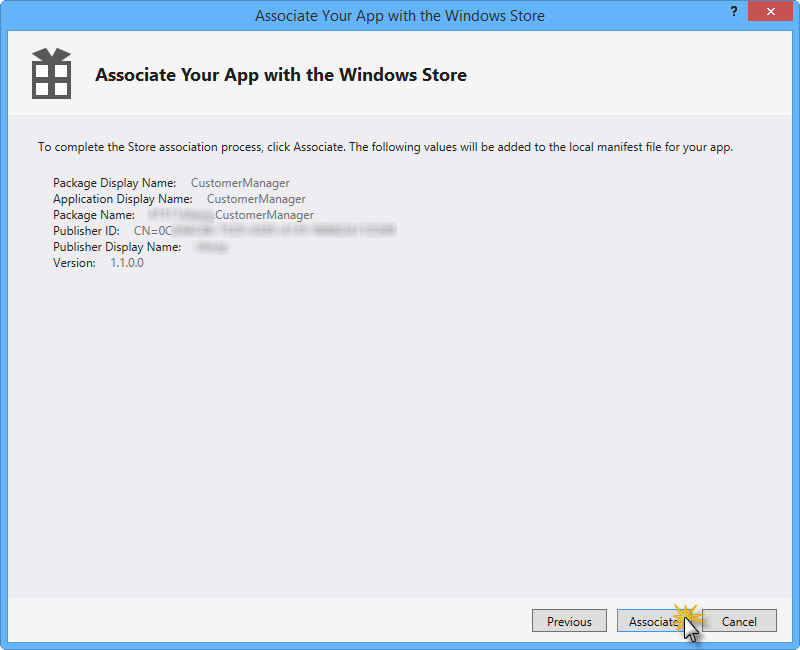 Associate Your App with the Windows Store
?
Associate Your App with the Windows Store
To complete the Store association process, click Associate. The following values will be added to the local manifest file for your app.
Package Display Name: CustomerManager
Application Display Name: CustomerManager
Package Name: .CustomerManager
Publisher ID: CN=0C
Publisher Display Name:
Version: 1.1.0.0
Previous
Associate
Cancel